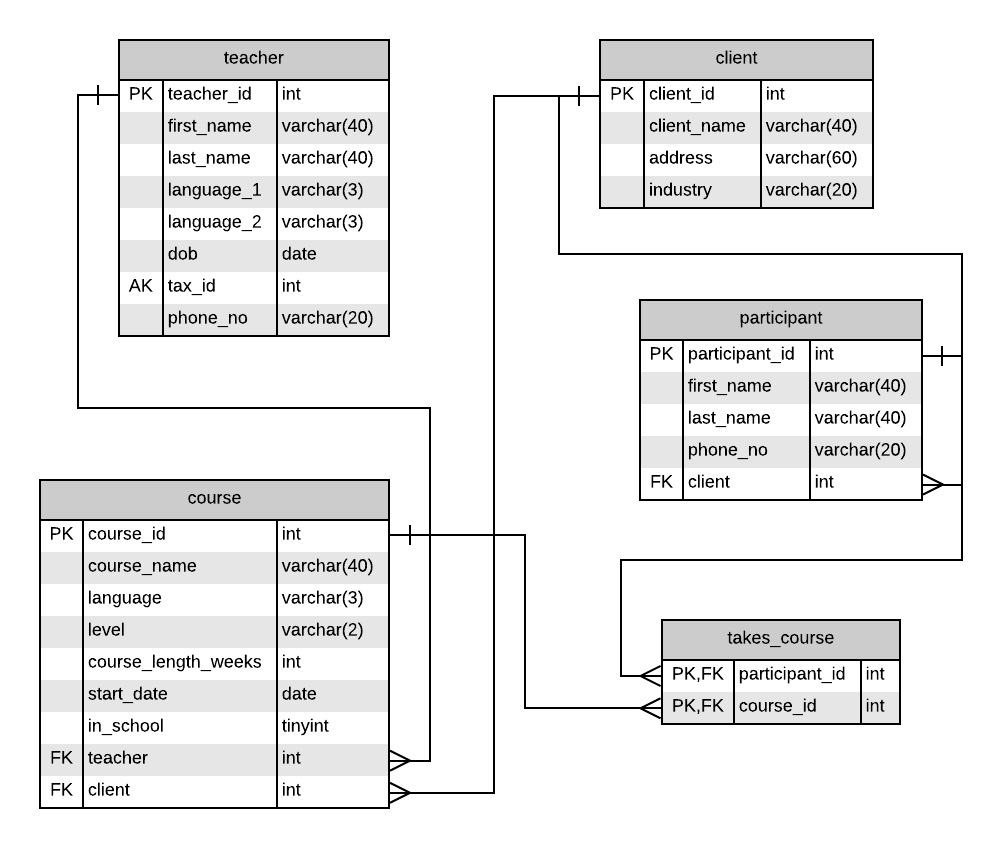 teacher
PK teacher_id int
first_name varchar(40)
last_name varchar(40)
language_1 varchar(3)
language_2 varchar(3)
dob date
AK tax_id int
phone_no varchar(20)
client
PK client_id int
client_name varchar(40)
address varchar(60)
industry varchar(20)
participant
PK participant_id int
first_name varchar(40)
last_name varchar(40)
phone_no varchar(20)
FK client int
course
PK course_id int
course_name varchar(40)
language varchar(3)
level varchar(2)
course_length_weeks int
start_date date
in_school tinyint
FK teacher int
FK client int
takes_course
PK,FK participant_id int
PK,FK course_id int